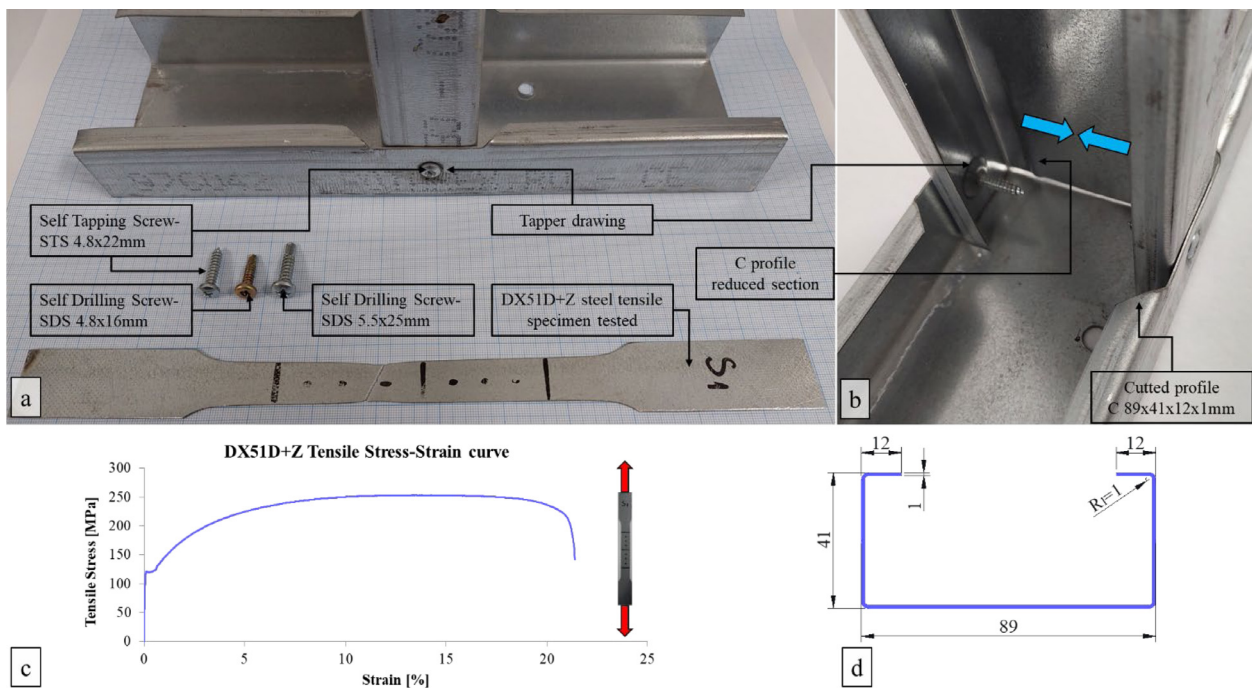 Self Tapping Screw-
STS 4.8x22mm
Tapper drawing
C profile
reduced section
Self Drilling Screw-
SDS 4.8x16mm
Self Drilling Screw-
SDS 5.5x25mm
DX51D+Z steel tensile
specimen tested
S1
a
b
Cutted profile
C 89x41x12x1mm
DX51D+Z Tensile Stress-Strain curve
Tensile Stress [MPa]
300
250
200
150
100
50
0
0
5
10
15
20
25
Strain [%]
c
12
12
1
RI=1
41
89
d